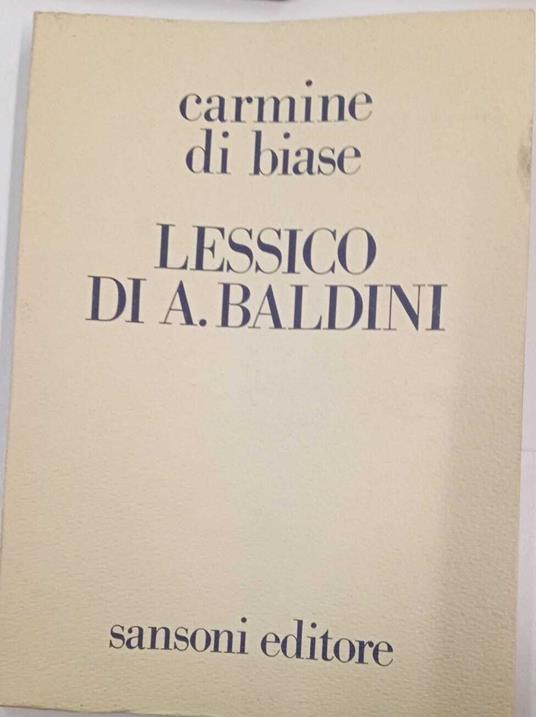 carmine
di biase
LESSICO
DI A. BALDINI
sansoni editore